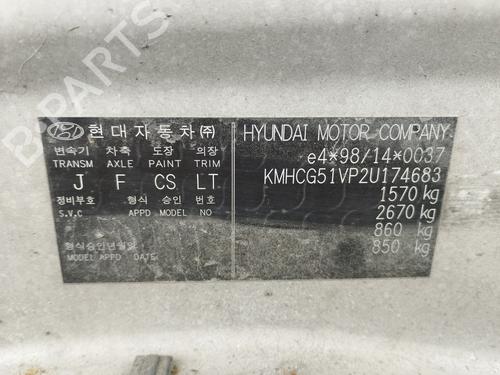 현대자동차㈜
변속기 차축 도장 의장
TRANSM AXLE PAINT TRIM
J F CS LT
정비부호 형식 승인 번호
S.V.C APPD MODEL NO
형식승인년월일
MODEL APPD DATE
HYUNDAI MOTOR COMPANY
e4*98/14*0037
KMHCG51VP2U174683
1570 kg
2670 kg
860 kg
850 kg
B-PARTS